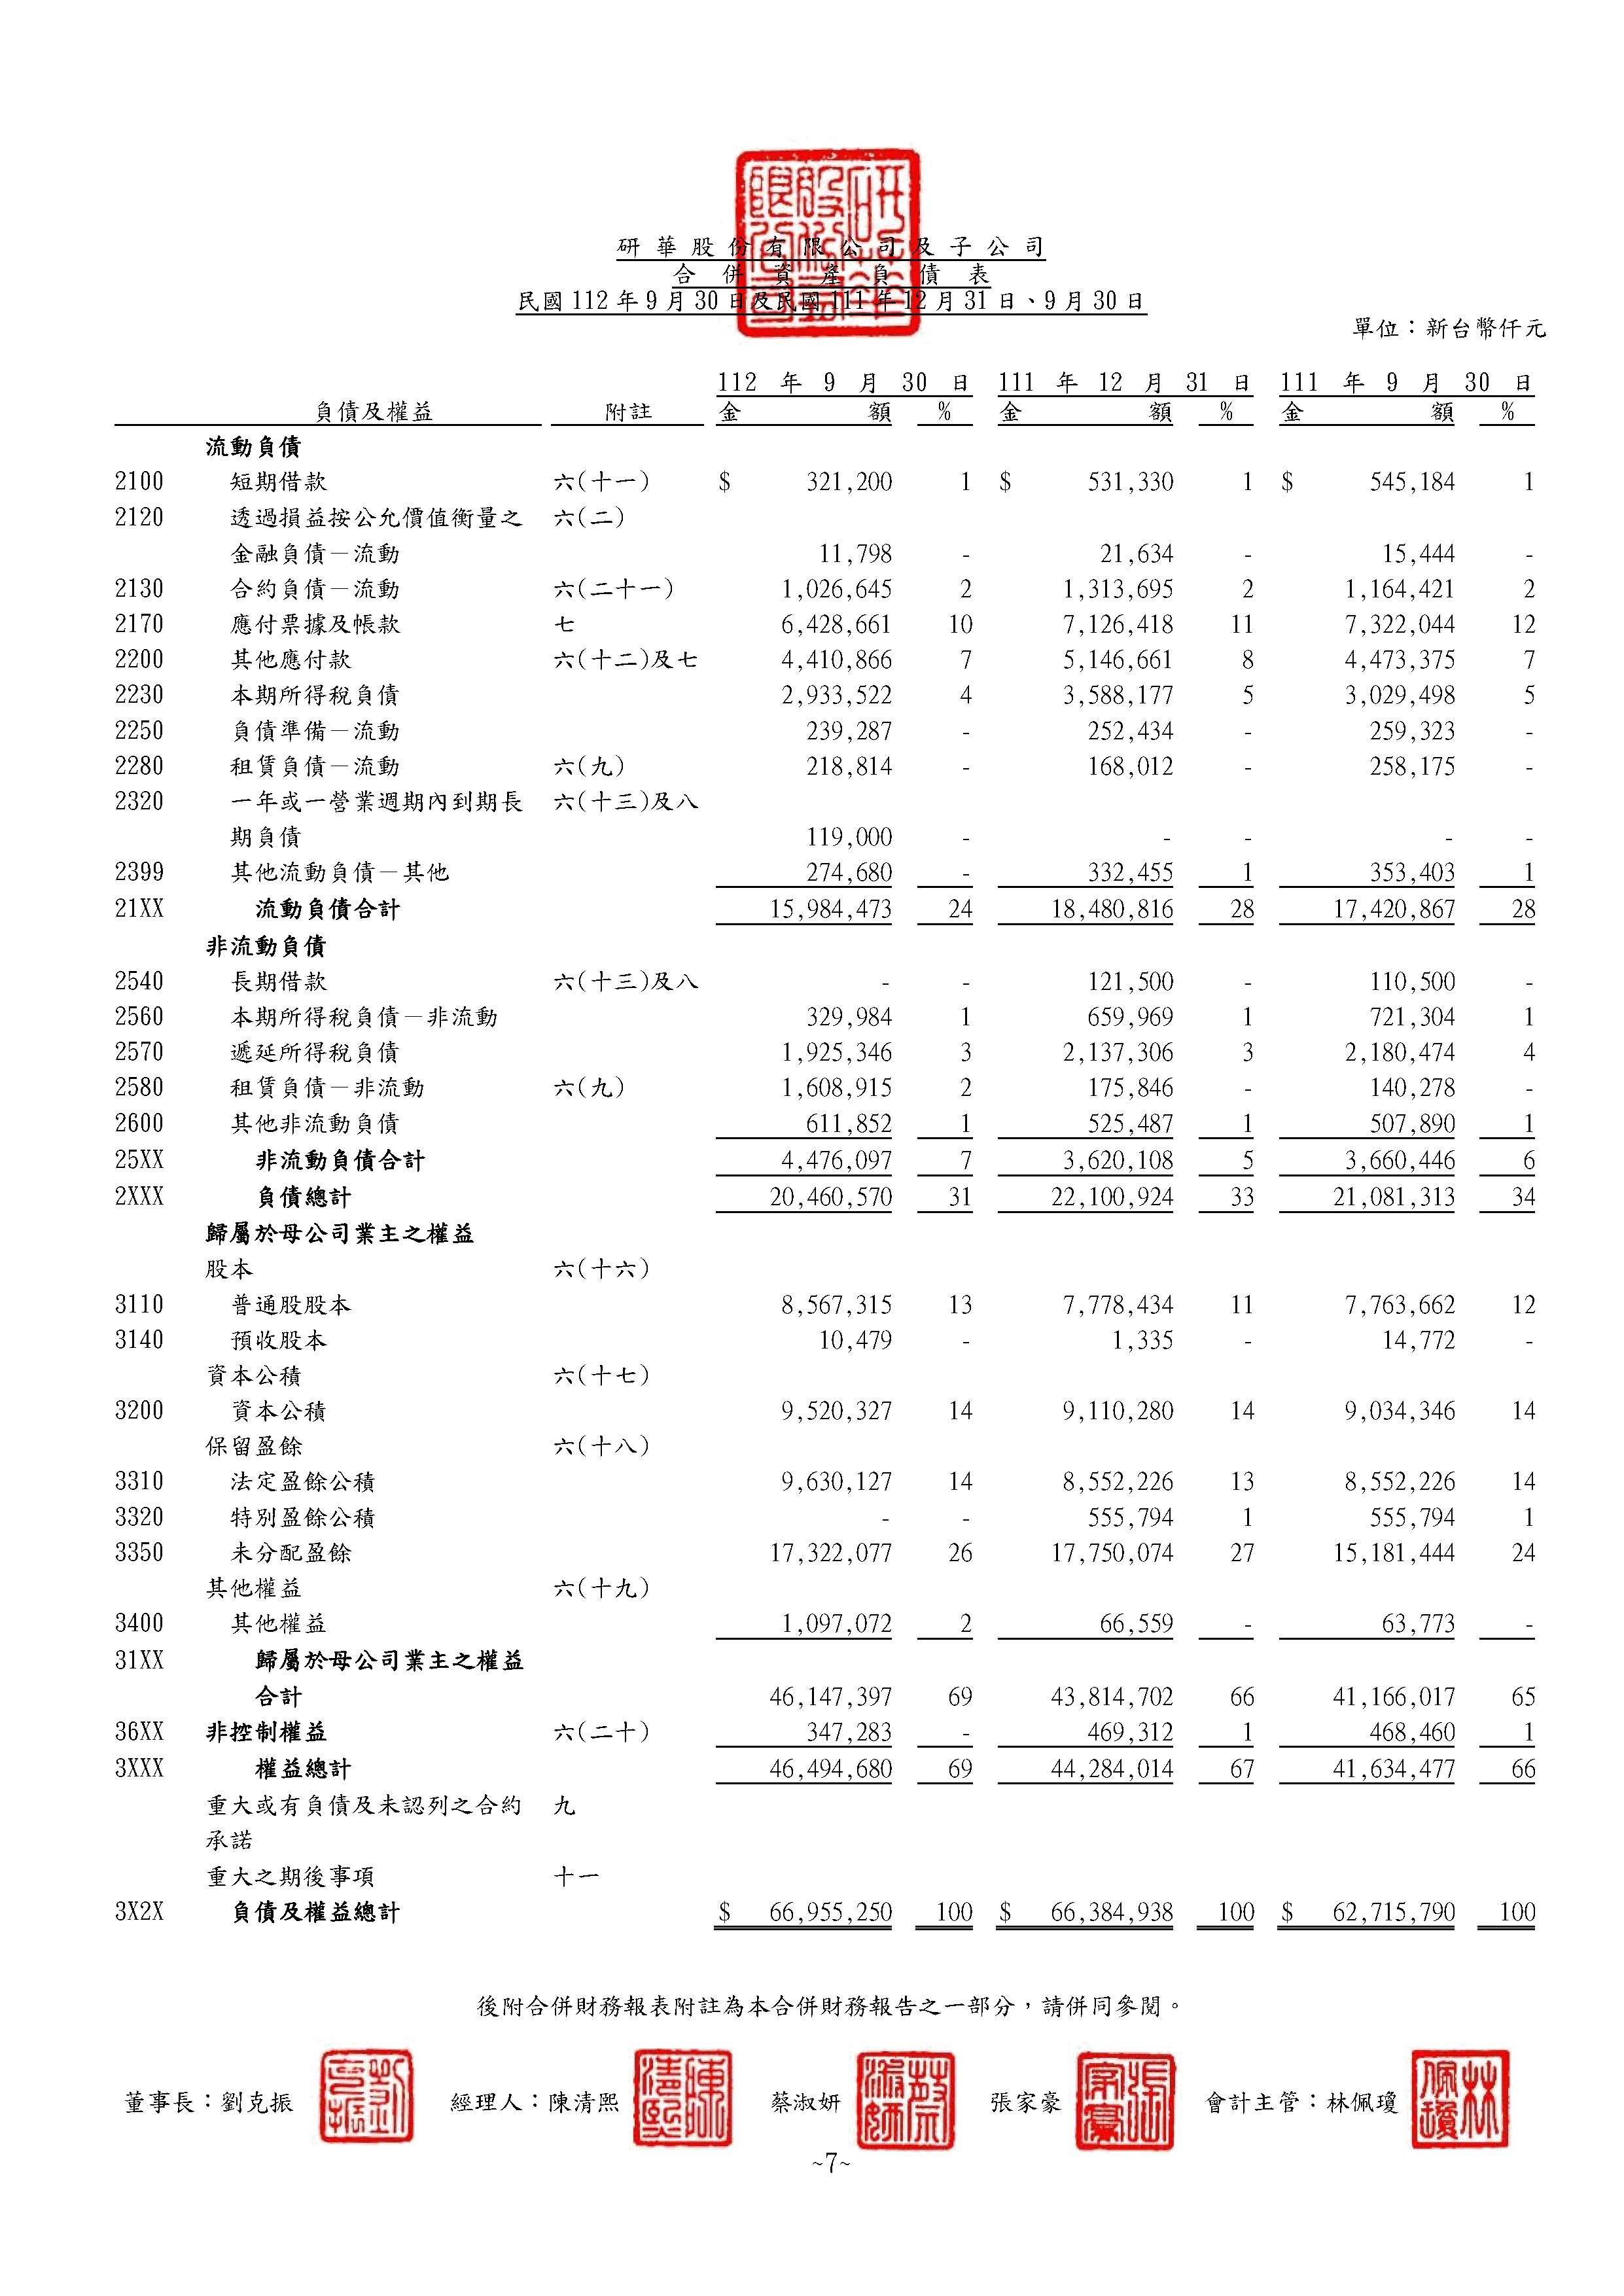 研華股份有限公司及子公司
合併資產負債表
民國 112 年 9 月 30 日及民國 111 年 12 月 31 日、9 月 30 日
單位：新台幣仟元
112 年 9 月 30 日 111 年 12 月 31 日 111 年 9 月 30 日
負債及權益 附註 金額 % 金額 % 金額 %
流動負債
2100 短期借款 六(十一) $ 321,200 1 $ 531,330 1 $ 545,184 1
2120 透過損益按公允價值衡量之 六(二)
金融負債－流動 11,798 - 21,634 - 15,444 -
2130 合約負債－流動 六(二十一) 1,026,645 2 1,313,695 2 1,164,421 2
2170 應付票據及帳款 七 6,428,661 10 7,126,418 11 7,322,044 12
2200 其他應付款 六(十二)及七 4,410,866 7 5,146,661 8 4,473,375 7
2230 本期所得稅負債 2,933,522 4 3,588,177 5 3,029,498 5
2250 負債準備－流動 239,287 - 252,434 - 259,323 -
2280 租賃負債－流動 六(九) 218,814 - 168,012 - 258,175 -
2320 一年或一營業週期內到期長 六(十三)及八
期負債 119,000 - - - - -
2399 其他流動負債－其他 274,680 - 332,455 1 353,403 1
21XX 流動負債合計 15,984,473 24 18,480,816 28 17,420,867 28
非流動負債
2540 長期借款 六(十三)及八 - - 121,500 - 110,500 -
2560 本期所得稅負債－非流動 329,984 1 659,969 1 721,304 1
2570 遞延所得稅負債 1,925,346 3 2,137,306 3 2,180,474 4
2580 租賃負債－非流動 六(九) 1,608,915 2 175,846 - 140,278 -
2600 其他非流動負債 611,852 1 525,487 1 507,890 1
25XX 非流動負債合計 4,476,097 7 3,620,108 5 3,660,446 6
2XXX 負債總計 20,460,570 31 22,100,924 33 21,081,313 34
歸屬於母公司業主之權益
股本 六(十六)
3110 普通股股本 8,567,315 13 7,778,434 11 7,763,662 12
3140 預收股本 10,479 - 1,335 - 14,772 -
資本公積 六(十七)
3200 資本公積 9,520,327 14 9,110,280 14 9,034,346 14
保留盈餘 六(十八)
3310 法定盈餘公積 9,630,127 14 8,552,226 13 8,552,226 14
3320 特別盈餘公積 - - 555,794 1 555,794 1
3350 未分配盈餘 17,322,077 26 17,750,074 27 15,181,444 24
其他權益 六(十九)
3400 其他權益 1,097,072 2 66,559 - 63,773 -
31XX 歸屬於母公司業主之權益
合計 46,147,397 69 43,814,702 66 41,166,017 65
36XX 非控制權益 六(二十) 347,283 - 469,312 1 468,460 1
3XXX 權益總計 46,494,680 69 44,284,014 67 41,634,477 66
重大或有負債及未認列之合約 九
承諾
重大之期後事項 十一
3X2X 負債及權益總計 $ 66,955,250 100 $ 66,384,938 100 $ 62,715,790 100
後附合併財務報表附註為本合併財務報告之一部分，請併同參閱。
董事長：劉克振 經理人：陳清熙 蔡淑妍 張家豪 會計主管：林佩瓊
~7~